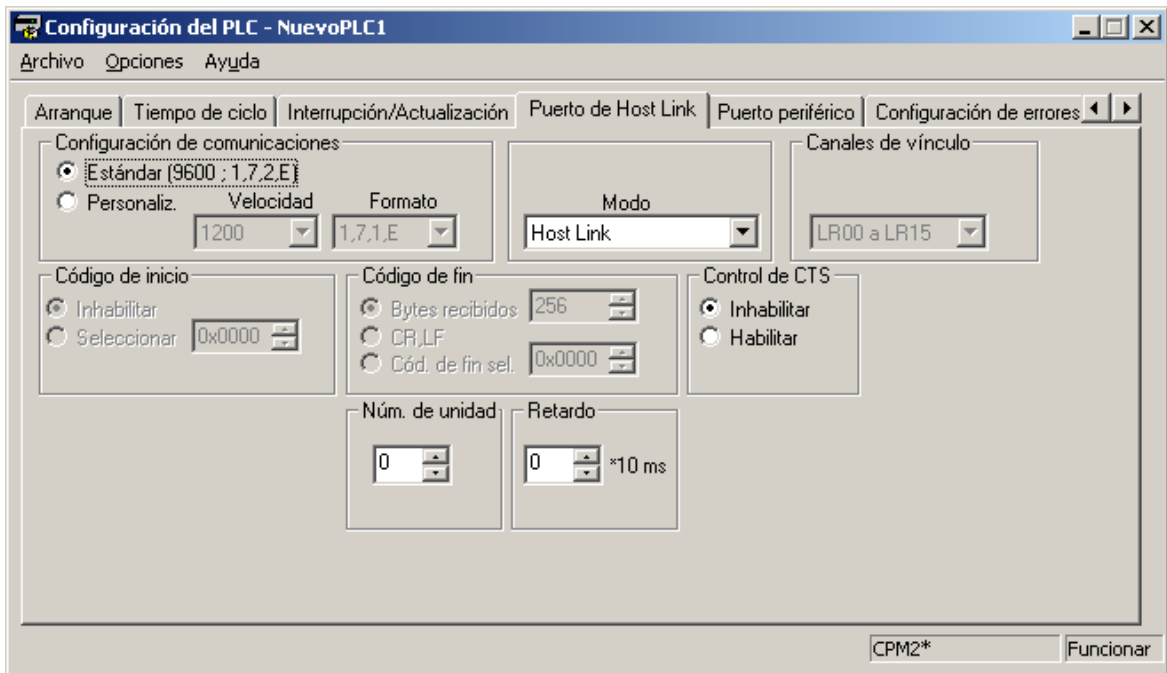 Configuración del PLC - NuevoPLC1
Archivo Opciones Ayuda
Arranque Tiempo de ciclo Interrupción/Actualización Puerto de Host Link Puerto periférico Configuración de errores
Configuración de comunicaciones
Estándar (9600 ; 1,7,2,E)
Personaliz. Velocidad Formato
1200 1,7,1,E
Modo
Host Link
Canales de vínculo
LR00 a LR15
Código de inicio
Inhabilitar
Seleccionar 0x0000
Código de fin
Bytes recibidos 256
CR,LF
Cód. de fin sel. 0x0000
Control de CTS
Inhabilitar
Habilitar
Núm. de unidad
0
Retardo
0 *10 ms
CPM2* Funcionar